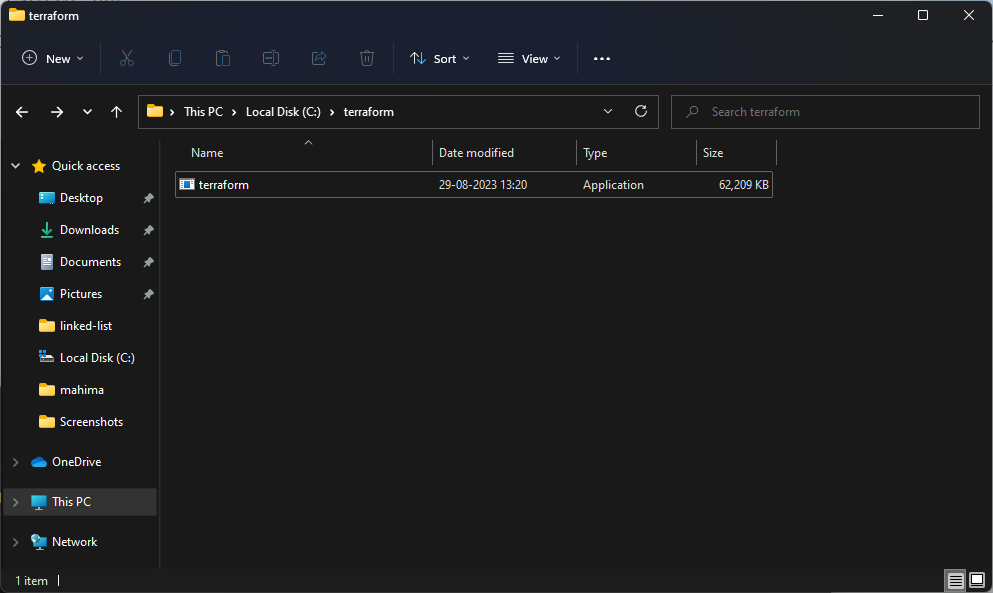 terraform
New Sort View
This PC Local Disk (C:) terraform Search terraform
Name Date modified Type Size
terraform 29-08-2023 13:20 Application 62,209 KB
Quick access
Desktop
Downloads
Documents
Pictures
linked-list
Local Disk (C:)
mahima
Screenshots
OneDrive
This PC
Network
1 item